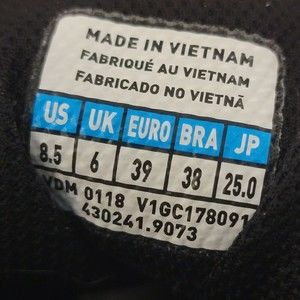 MADE IN VIETNAM
FABRIQUÉ AU VIETNAM
FABRICADO NO VIETNÃ
US UK EURO BRA JP
8.5 6 39 38 25.0
VDM 0118 V1GC178091
430241.9073